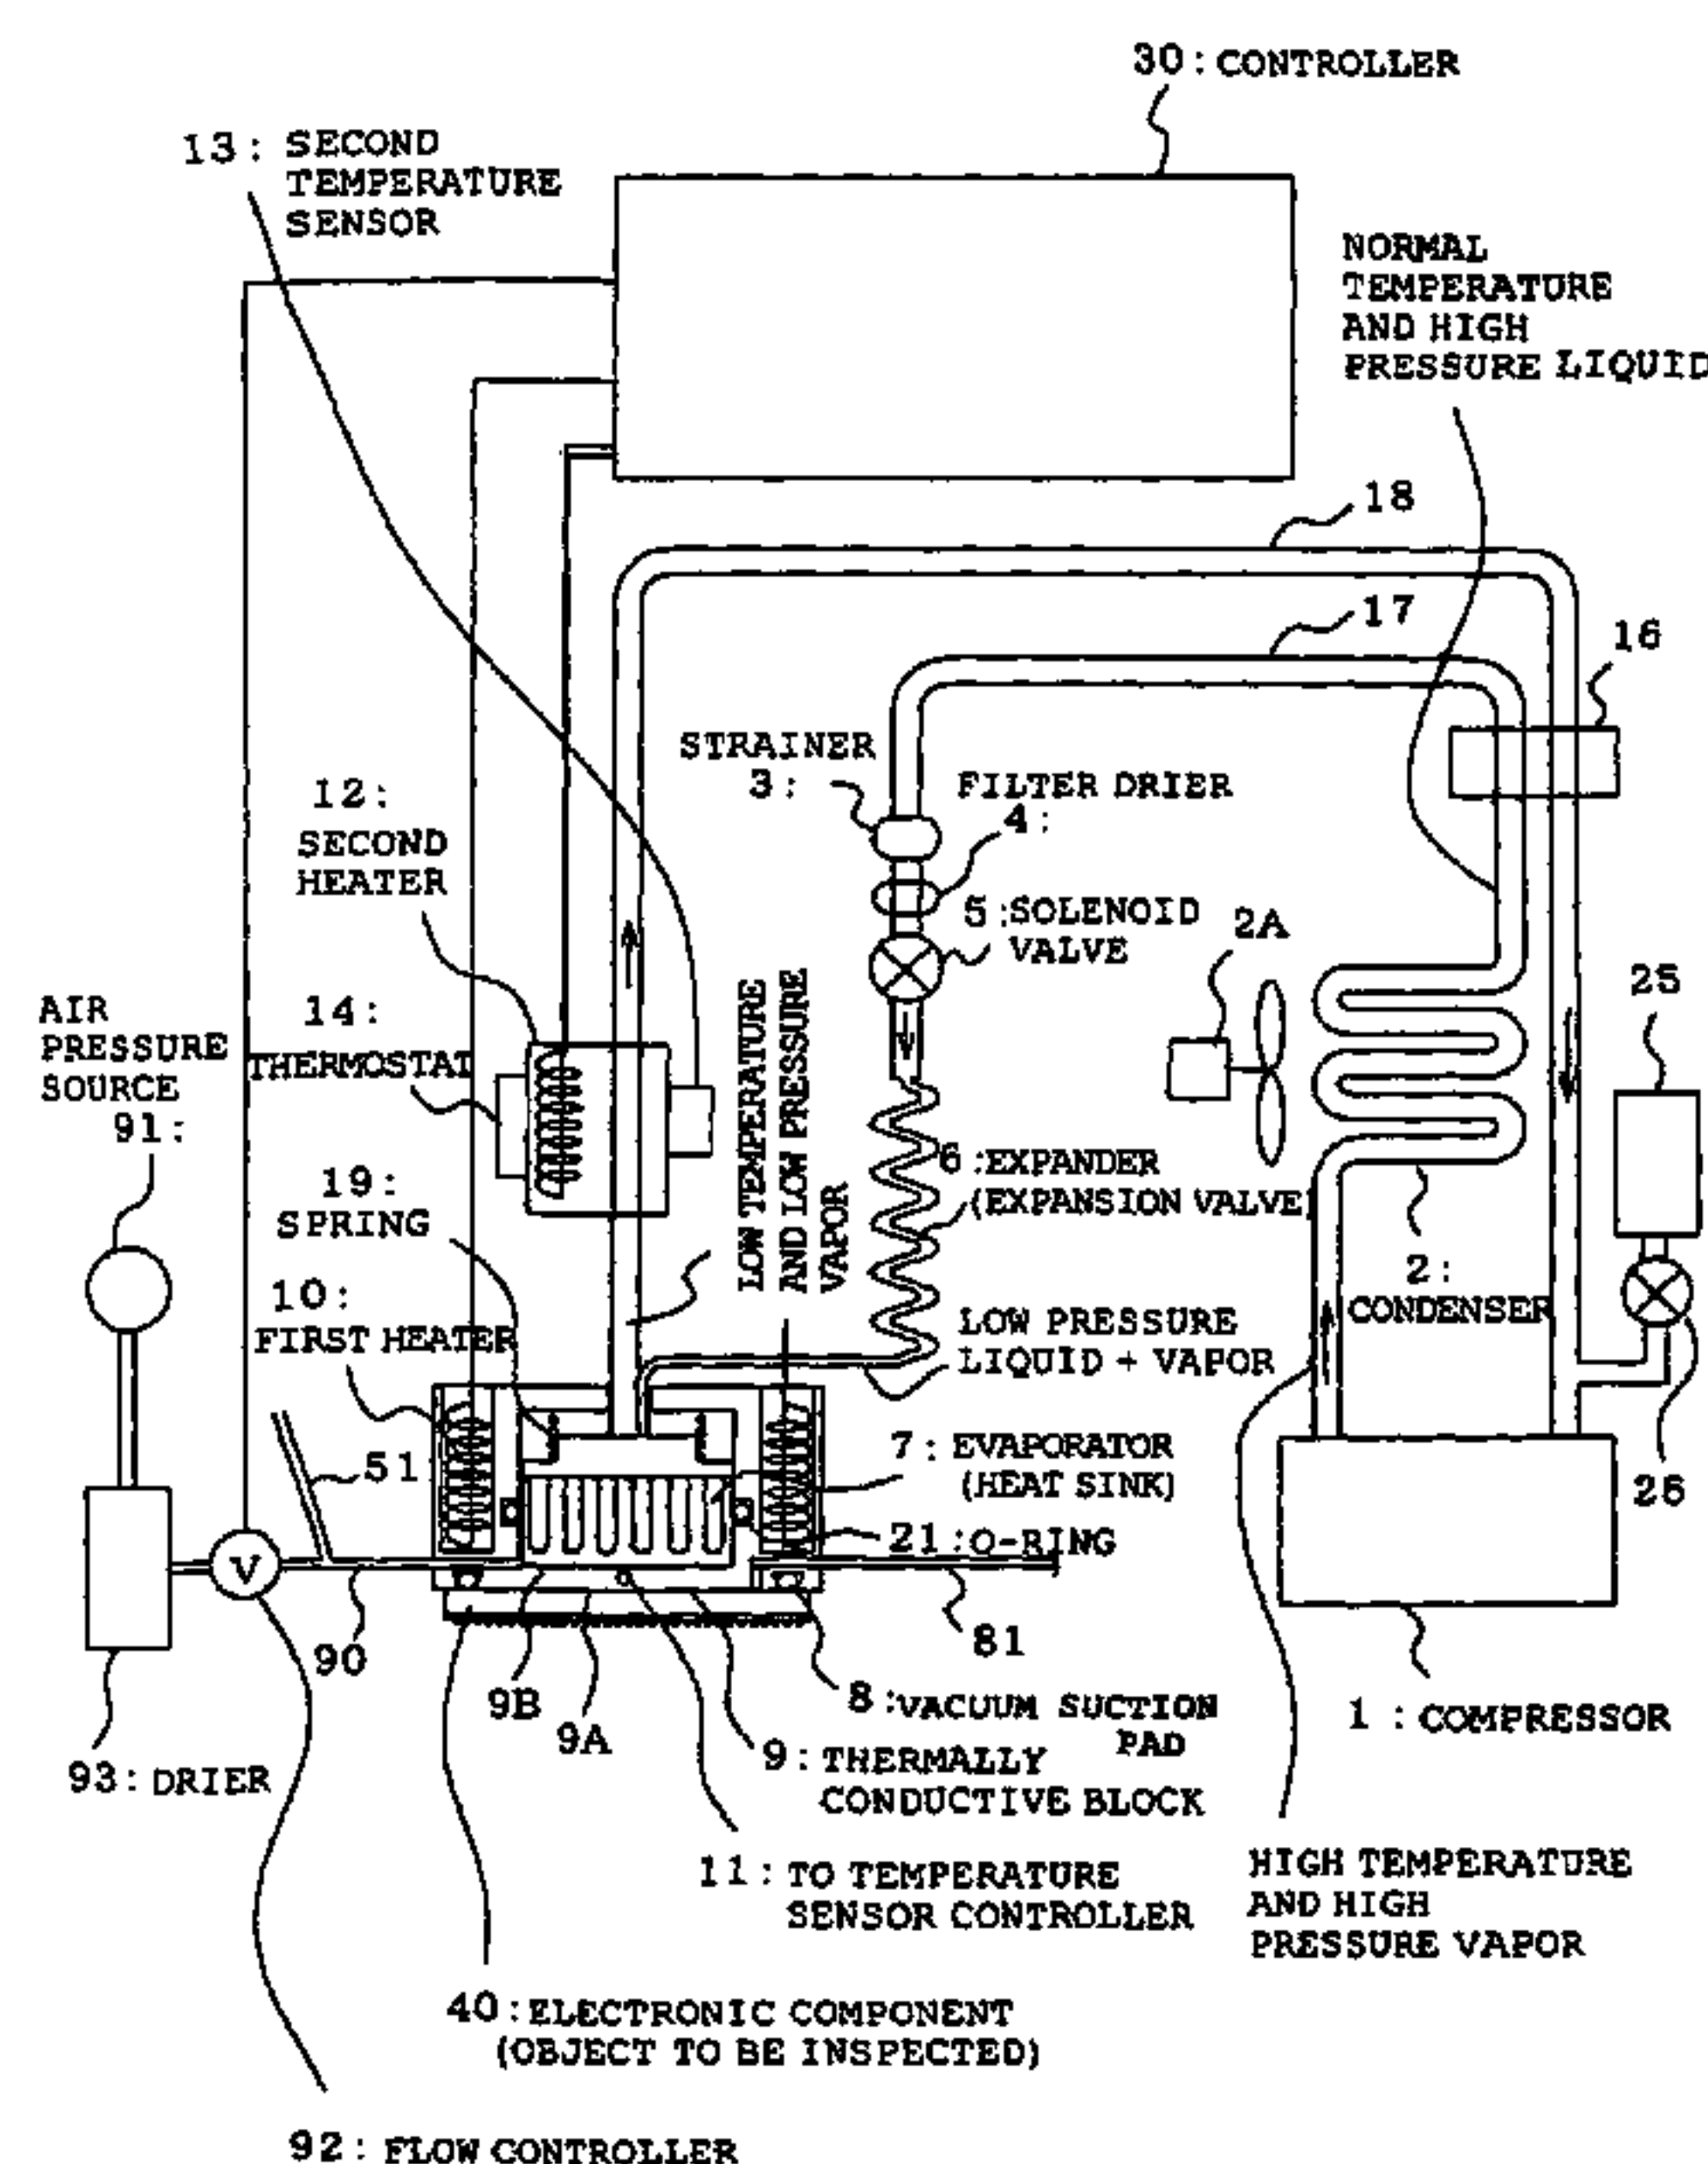 30: CONTROLLER
13: SECOND
TEMPERATURE
SENSOR
NORMAL
TEMPERATURE
AND HIGH
PRESSURE LIQUID
18
17
16
STRAINER
3:
FILTER DRIER
4:
12:
SECOND
HEATER
5:SOLENOID
VALVE
2A
25
AIR
PRESSURE
SOURCE
91:
14:
THERMOSTAT
LOW TEMPERATURE
AND LOW PRESSURE
VAPOR
6:EXPANDER
(EXPANSION VALVE)
19:
SPRING
2:
CONDENSER
10:
FIRST HEATER
LOW PRESSURE
LIQUID + VAPOR
7: EVAPORATOR
(HEAT SINK)
51
26
21:O-RING
V
90
81
9B
9A
8:VACUUM SUCTION
PAD
1 :COMPRESSOR
9:THERMALLY
CONDUCTIVE BLOCK
93:DRIER
11:TO TEMPERATURE
SENSOR CONTROLLER
HIGH TEMPERATURE
AND HIGH
PRESSURE VAPOR
40:ELECTRONIC COMPONENT
(OBJECT TO BE INSPECTED)
92: FLOW CONTROLLER